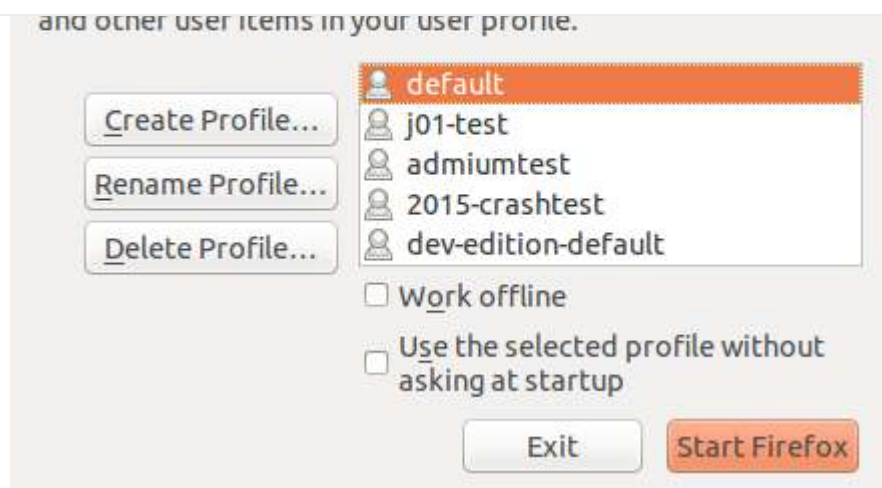 and other user items in your user profile.
default
Create Profile...
j01-test
admiumtest
Rename Profile...
2015-crashtest
Delete Profile...
dev-edition-default
Work offline
Use the selected profile without
asking at startup
Exit
Start Firefox